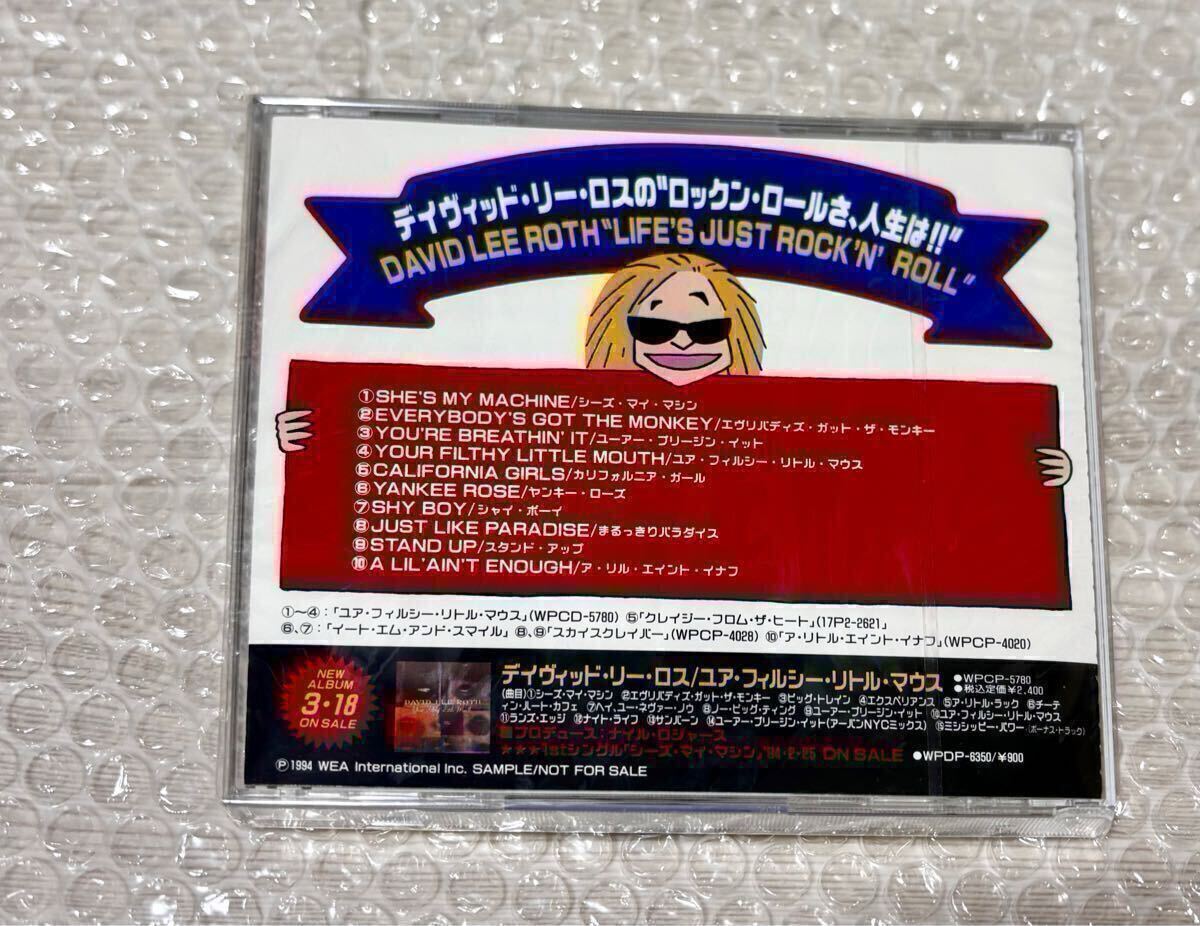 デイヴィッド・リー・ロスの"ロックン・ロールさ、人生は!!"
DAVID LEE ROTH "LIFE'S JUST ROCK'N' ROLL"
①SHE'S MY MACHINE/シーズ・マイ・マシン
②EVERYBODY'S GOT THE MONKEY/エヴリバディズ・ガット・ザ・モンキー
③YOU'RE BREATHIN' IT/ユーアー・ブリージン・イット
④YOUR FILTHY LITTLE MOUTH/ユア・フィルシー・リトル・マウス
⑤CALIFORNIA GIRLS/カリフォルニア・ガール
⑥YANKEE ROSE/ヤンキー・ローズ
⑦SHY BOY/シャイ・ボーイ
⑧JUST LIKE PARADISE/まるっきりパラダイス
⑨STAND UP/スタンド・アップ
⑩A LIL' AIN'T ENOUGH/ア・リル・エイント・イナフ
①～④:「ユア・フィルシー・リトル・マウス」(WPCD-5780) ⑤「クレイジー・フロム・ザ・ヒート」(17P2-2621)
⑥、⑦:「イート・エム・アンド・スマイル」 ⑧、⑨「スカイスクレイパー」(WPCP-4028) ⑩「ア・リトル・エイント・イナフ」(WPCP-4020)
NEW
ALBUM
3・18
ON SALE
DAVID LEE ROTH
デイヴィッド・リー・ロス/ユア・フィルシー・リトル・マウス
●WPCP-5780
●税込定価¥2,400
(曲目)①シーズ・マイ・マシン ②エヴリバディズ・ガット・ザ・モンキー ③ビッグ・トレイン ④エクスペリアンス ⑤ア・リトル・ラック ⑥チーティン・ハート・カフェ ⑦ヘイ、ユー・ネヴァー・ノウ ⑧ノー・ビッグ・ティング ⑨ユーアー・ブリージン・イット ⑩ユア・フィルシー・リトル・マウス
⑪ランズ・エッジ ⑫ナイト・ライフ ⑬サンバーン ⑭ユーアー・ブリージン・イット(アーバンNYCミックス) ⑮ミシシッピー・パワー(ボーナス・トラック)
■プロデュース:ナイル・ロジャース
★★★1stシングル「シーズ・マイ・マシン」'94・2・25 ON SALE ●WPDP-6350/¥900
Ⓟ1994 WEA International Inc. SAMPLE/NOT FOR SALE